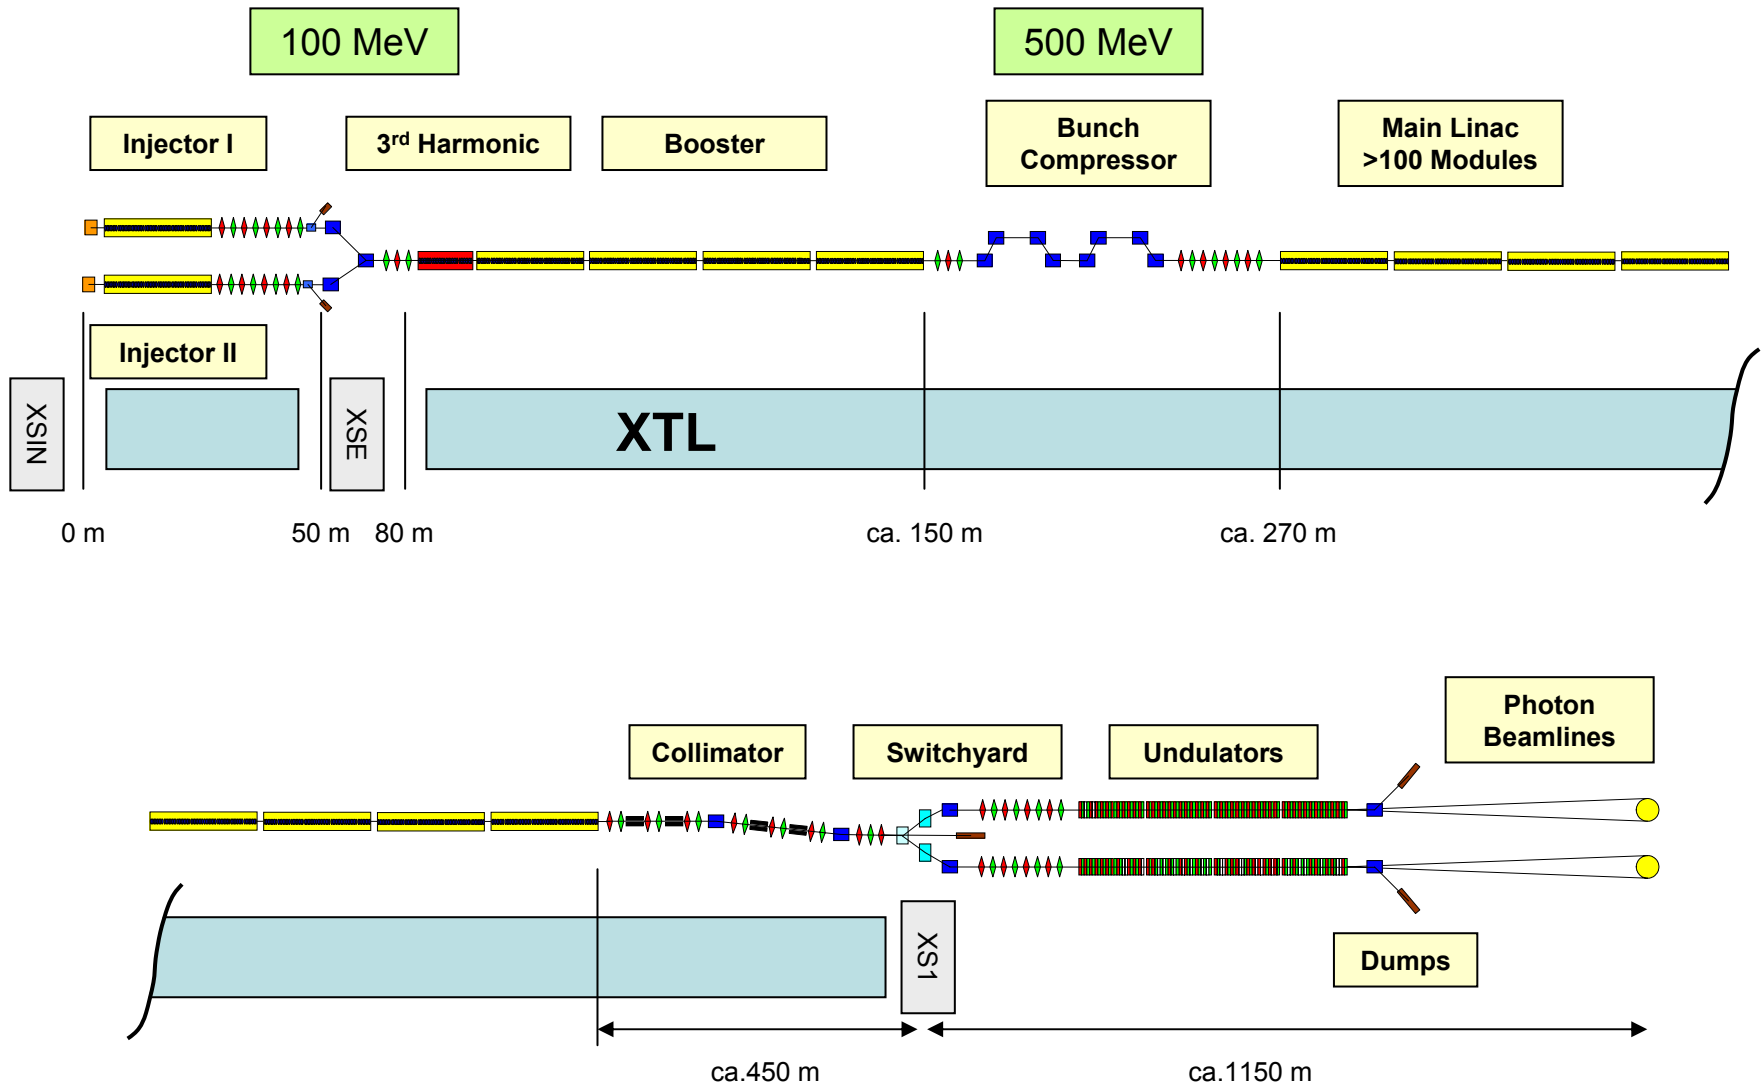 100 MeV
500 MeV
Injector I
3rd Harmonic
Booster
Bunch
Compressor
Main Linac
>100 Modules
Injector II
XSIN
XSE
XTL
0 m
50 m
80 m
ca. 150 m
ca. 270 m
Collimator
Switchyard
Undulators
Photon
Beamlines
XS1
Dumps
ca.450 m
ca.1150 m